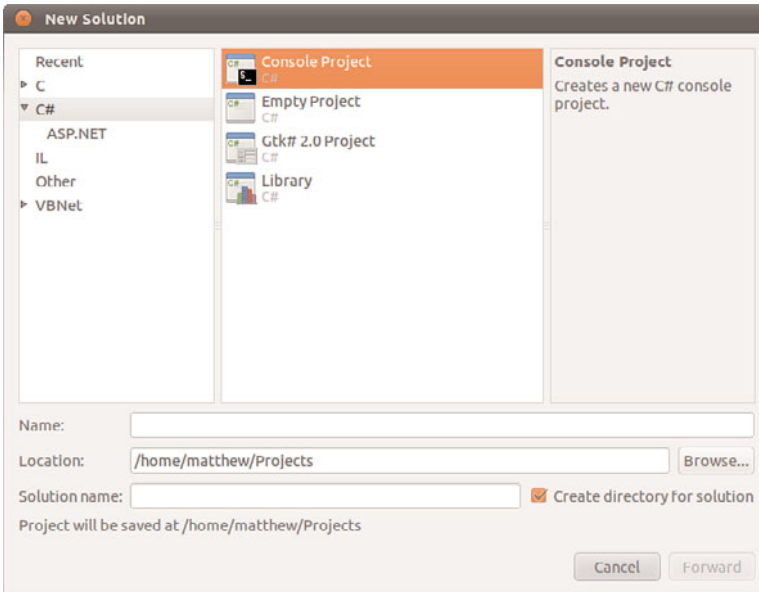 New Solution
Recent
C
C#
ASP.NET
IL
Other
VBNet
Console Project
C#
Empty Project
C#
Gtk# 2.0 Project
C#
Library
C#
Console Project
Creates a new C# console
project.
Name:
Location:
/home/matthew/Projects
Browse...
Solution name:
Create directory for solution
Project will be saved at /home/matthew/Projects
Cancel
Forward